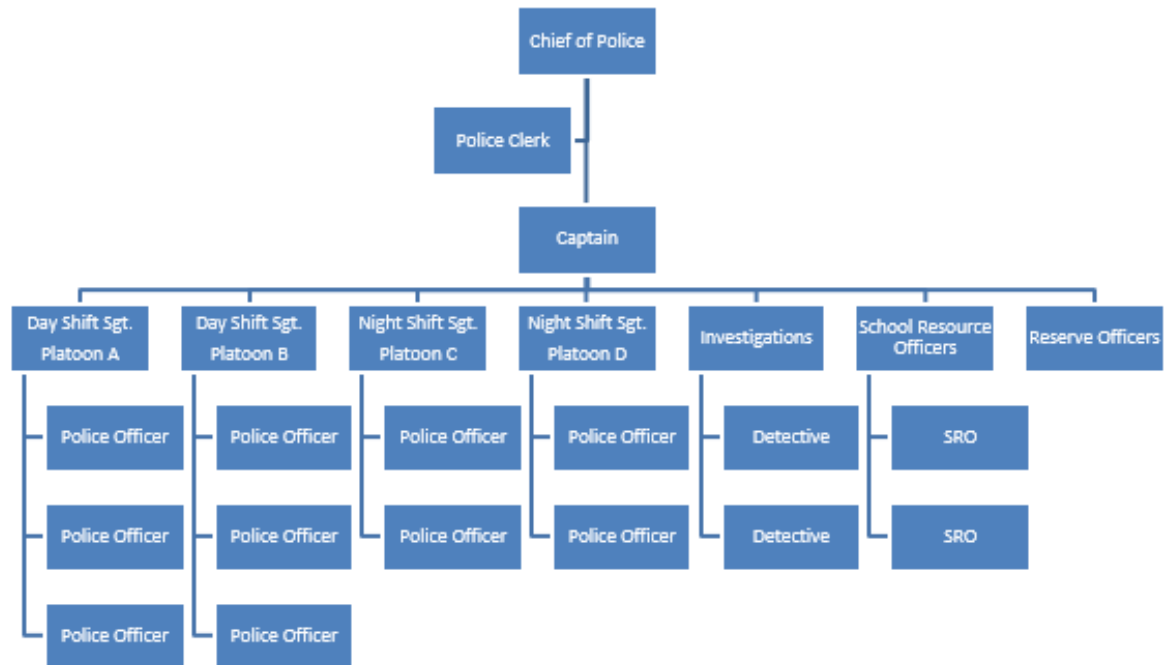 Chief of Police
Police Clerk
Captain
Day Shift Sgt.
Platoon A
Day Shift Sgt.
Platoon B
Night Shift Sgt.
Platoon C
Night Shift Sgt.
Platoon D
Investigations
School Resource
Officers
Reserve Officers
Police Officer
Police Officer
Police Officer
Police Officer
Detective
SRO
Police Officer
Police Officer
Police Officer
Police Officer
Detective
SRO
Police Officer
Police Officer